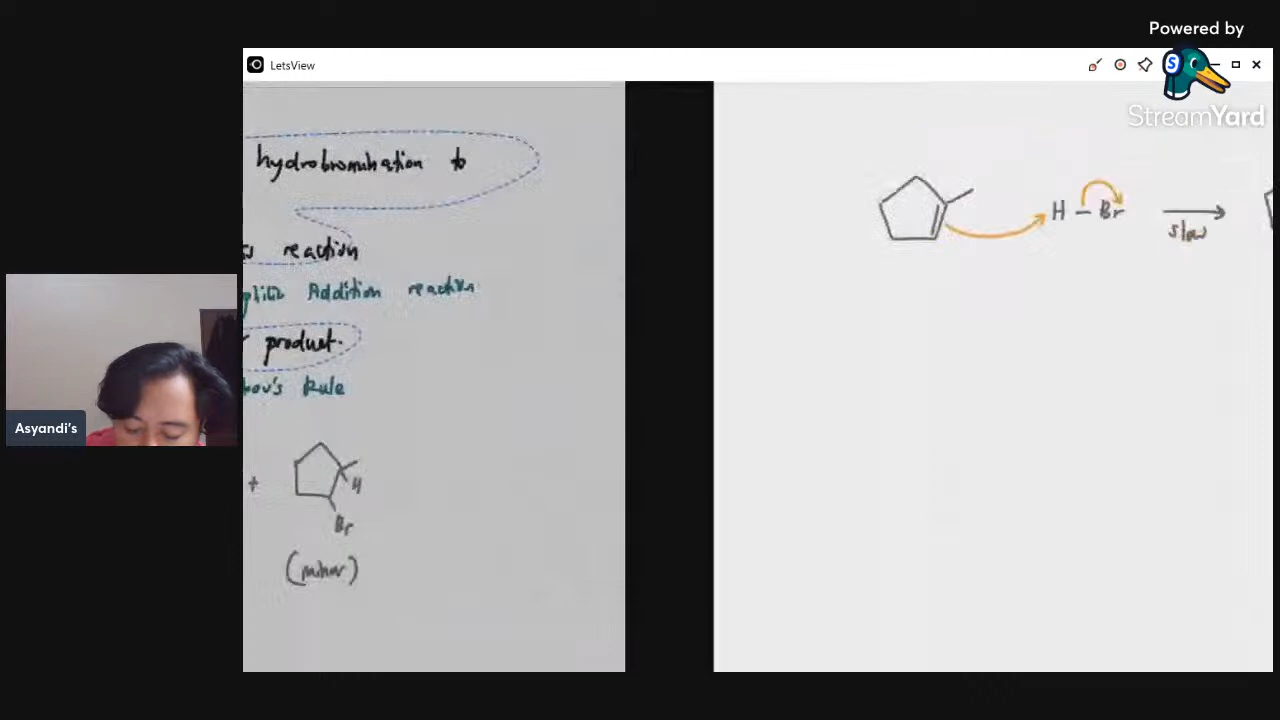 Powered by
StreamYard
LetsView
hydrobromination to
reaction
Addition reaction
product.
Rule
+
H
Br
(minor)
H - Br
slow
Asyandi's